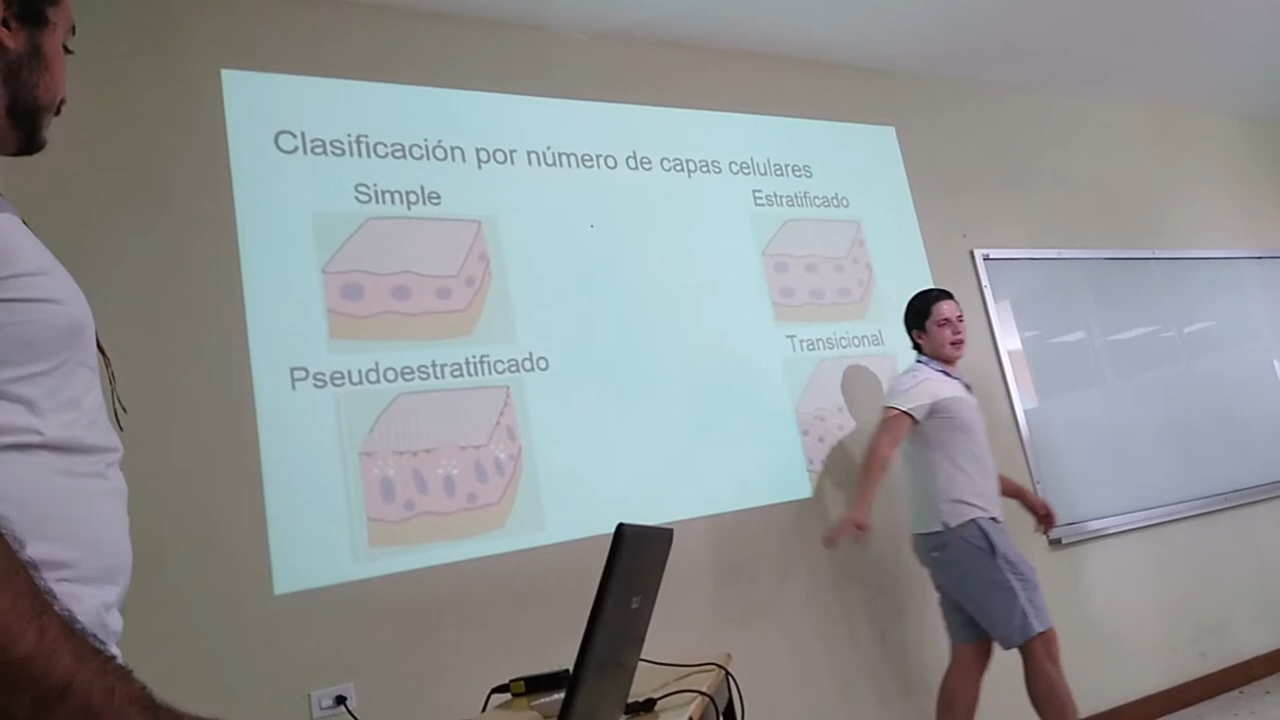 Clasificación por número de capas celulares
Simple
Estratificado
Pseudoestratificado
Transicional